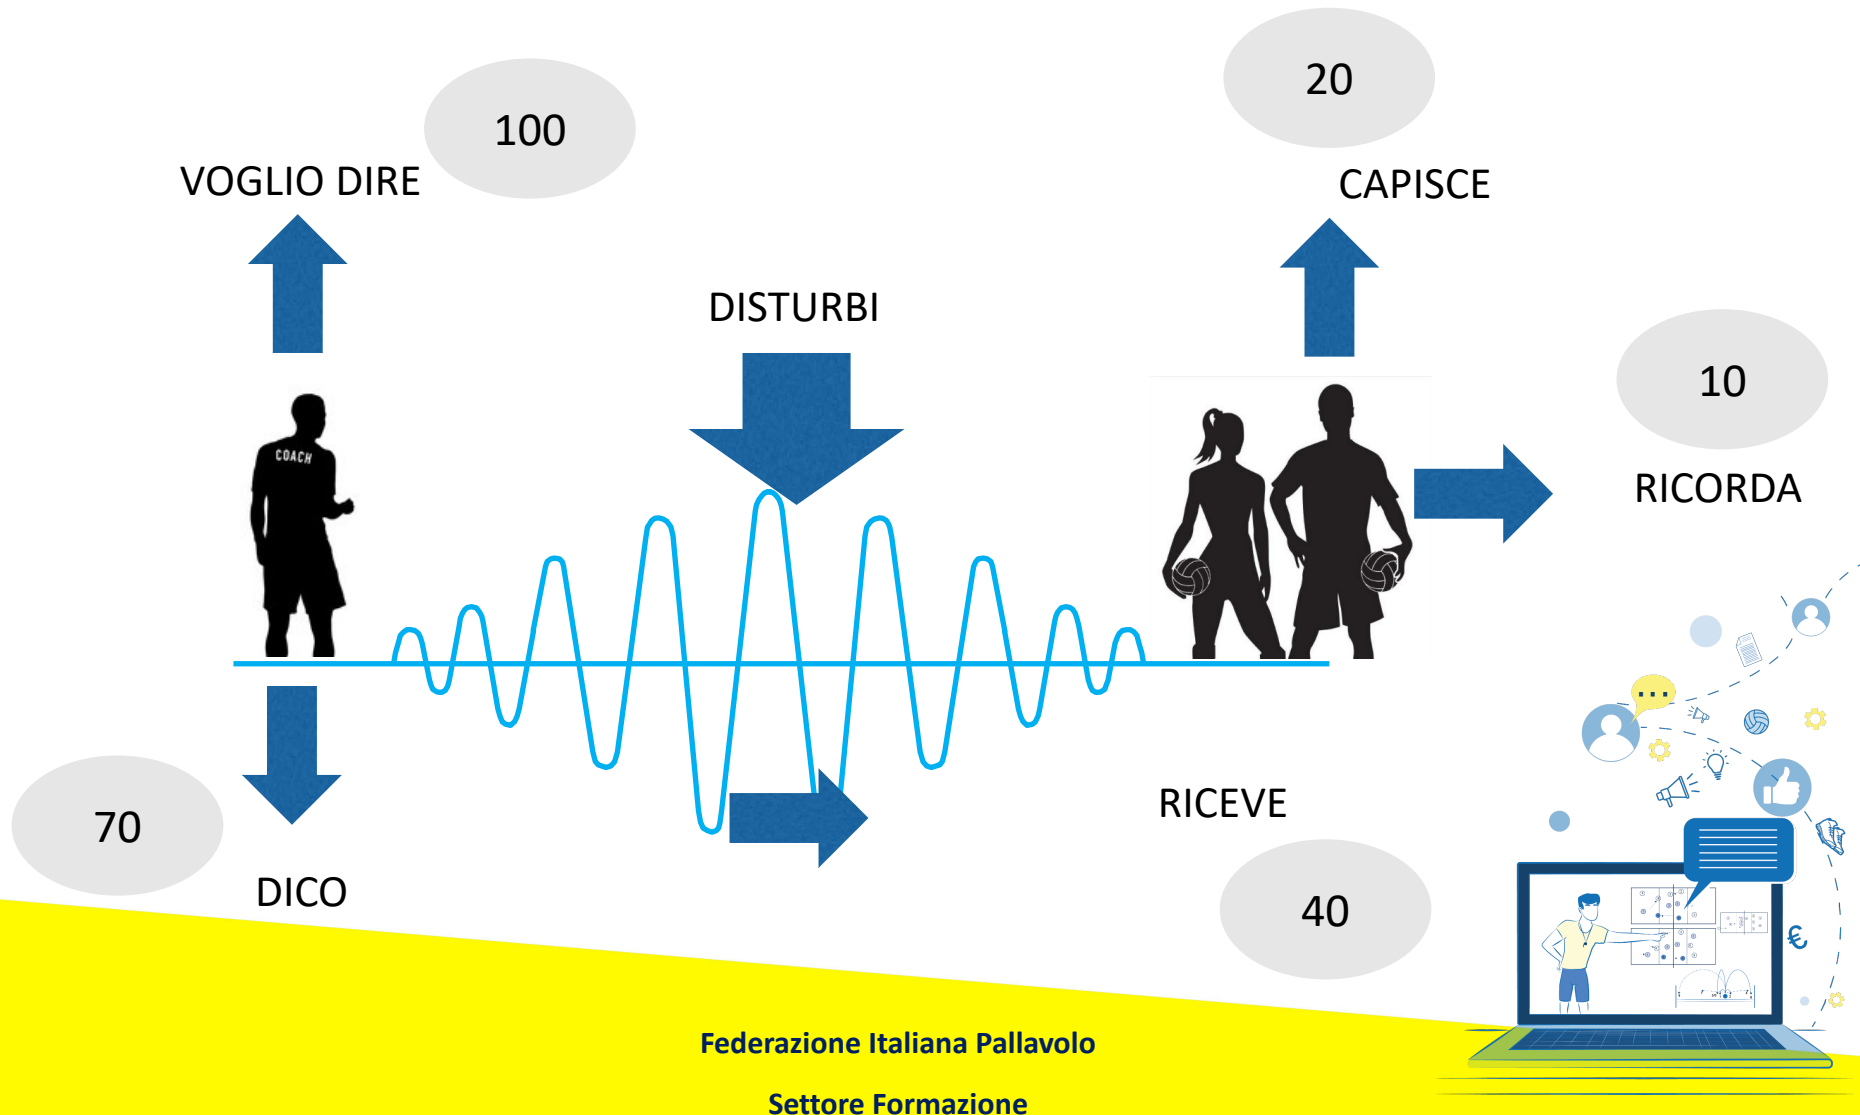 100
VOGLIO DIRE
20
CAPISCE
DISTURBI
10
RICORDA
COACH
70
DICO
RICEVE
40
€
Federazione Italiana Pallavolo
Settore Formazione